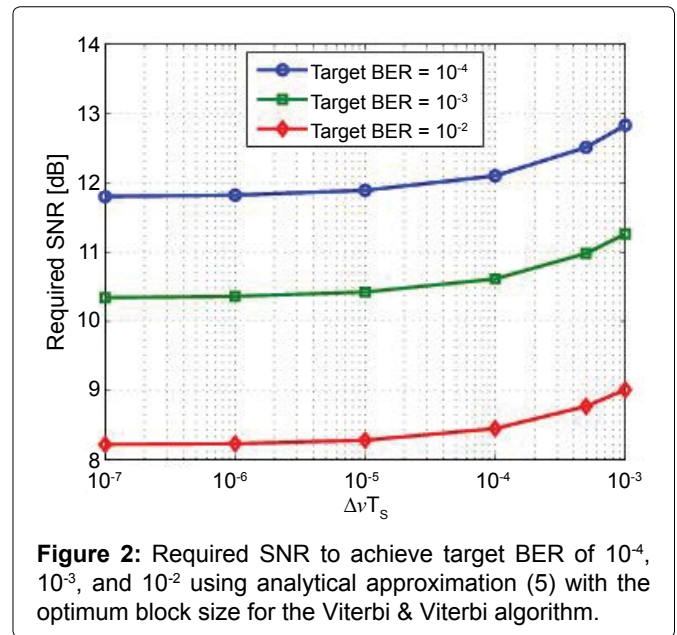 14
13
12
11
10
9
8
Required SNR [dB]
Target BER = 10⁻⁴
Target BER = 10⁻³
Target BER = 10⁻²
10⁻⁷ 10⁻⁶ 10⁻⁵ 10⁻⁴ 10⁻³
ΔνT_S
Figure 2: Required SNR to achieve target BER of 10⁻⁴,
10⁻³, and 10⁻² using analytical approximation (5) with the
optimum block size for the Viterbi & Viterbi algorithm.